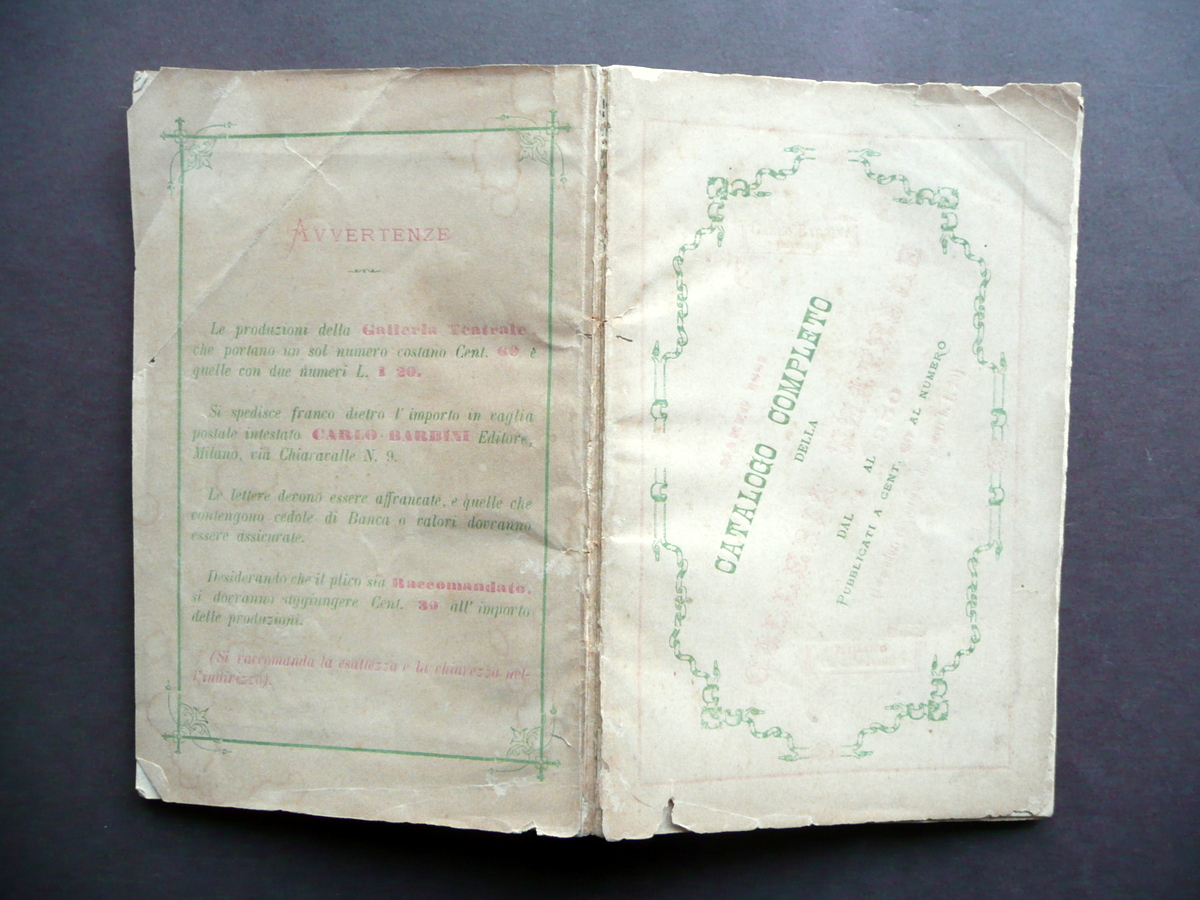 AVVERTENZE
Le produzioni della Galleria Teatrale,
che portano un sol numero costano Cent. 60 e
quelle con due numeri L. 1 20.
Si spedisce franco dietro l'importo in vaglia
postale intestato CARLO BARBINI Editore,
Milano, via Chiaravalle N. 9.
Le lettere devono essere affrancate, e quelle che
contengono cedole di Banca o valori dovranno
essere assicurate.
Desiderando che il plico sia Raccomandato,
si dovranno aggiungere Cent. 30 all'importo
delle produzioni.
(Si raccomanda la esattezza e la chiarezza nel-
l'indirizzo).
CATALOGO COMPLETO
DELLA
DAL AL
PUBBLICATI A CENT. AL NUMERO